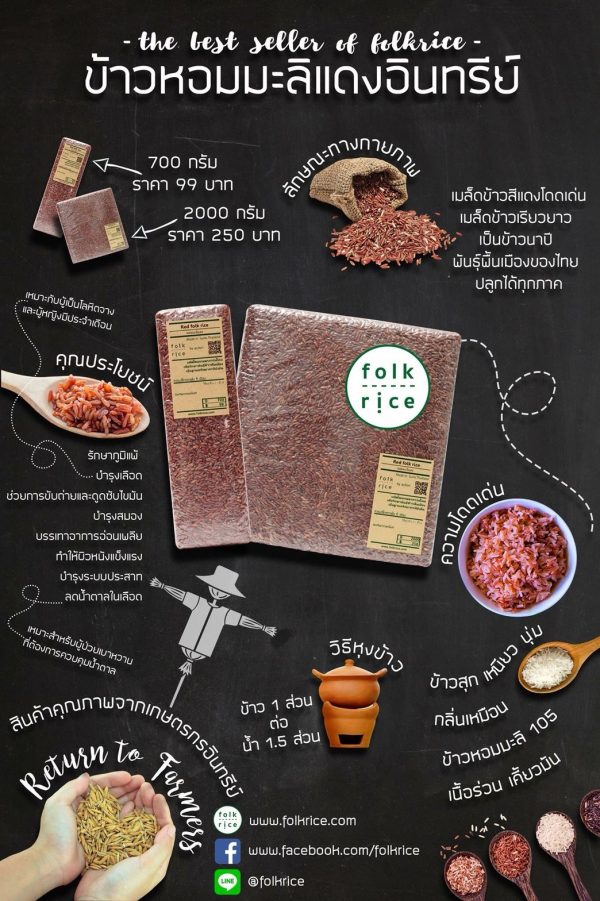 - the best seller of folkrice -
ข้าวหอมมะลิแดงอินทรีย์
700 กรัม
ราคา 99 บาท
2000 กรัม
ราคา 250 บาท
ลักษณะทางกายภาพ
เมล็ดข้าวสีแดงโดดเด่น
เมล็ดข้าวเรียวยาว
เป็นข้าวนาปี
พันธุ์พื้นเมืองของไทย
ปลูกได้ทุกภาค
เหมาะกับผู้เป็นโลหิตจาง
และผู้หญิงมีประจำเดือน
คุณประโยชน์
รักษาภูมิแพ้
บำรุงเลือด
ช่วยการขับถ่ายและดูดซับไขมัน
บำรุงสมอง
บรรเทาอาการอ่อนเพลีย
ทำให้ผิวหนังแข็งแรง
บำรุงระบบประสาท
ลดน้ำตาลในเลือด
เหมาะสำหรับผู้ป่วยเบาหวาน
ที่ต้องการควบคุมน้ำตาล
Red folk rice
folk
rice
folk
rice
Red folk rice
folk
rice
ความโดดเด่น
ข้าวสุก เหนียว นุ่ม
กลิ่นเหมือน
ข้าวหอมมะลิ 105
เนื้อร่วน เคี้ยวมัน
วิธีหุงข้าว
ข้าว 1 ส่วน
ต่อ
น้ำ 1.5 ส่วน
สินค้าคุณภาพจากเกษตรกรอินทรีย์
Return to Farmers
folk
rice
www.folkrice.com
www.facebook.com/folkrice
LINE
@folkrice